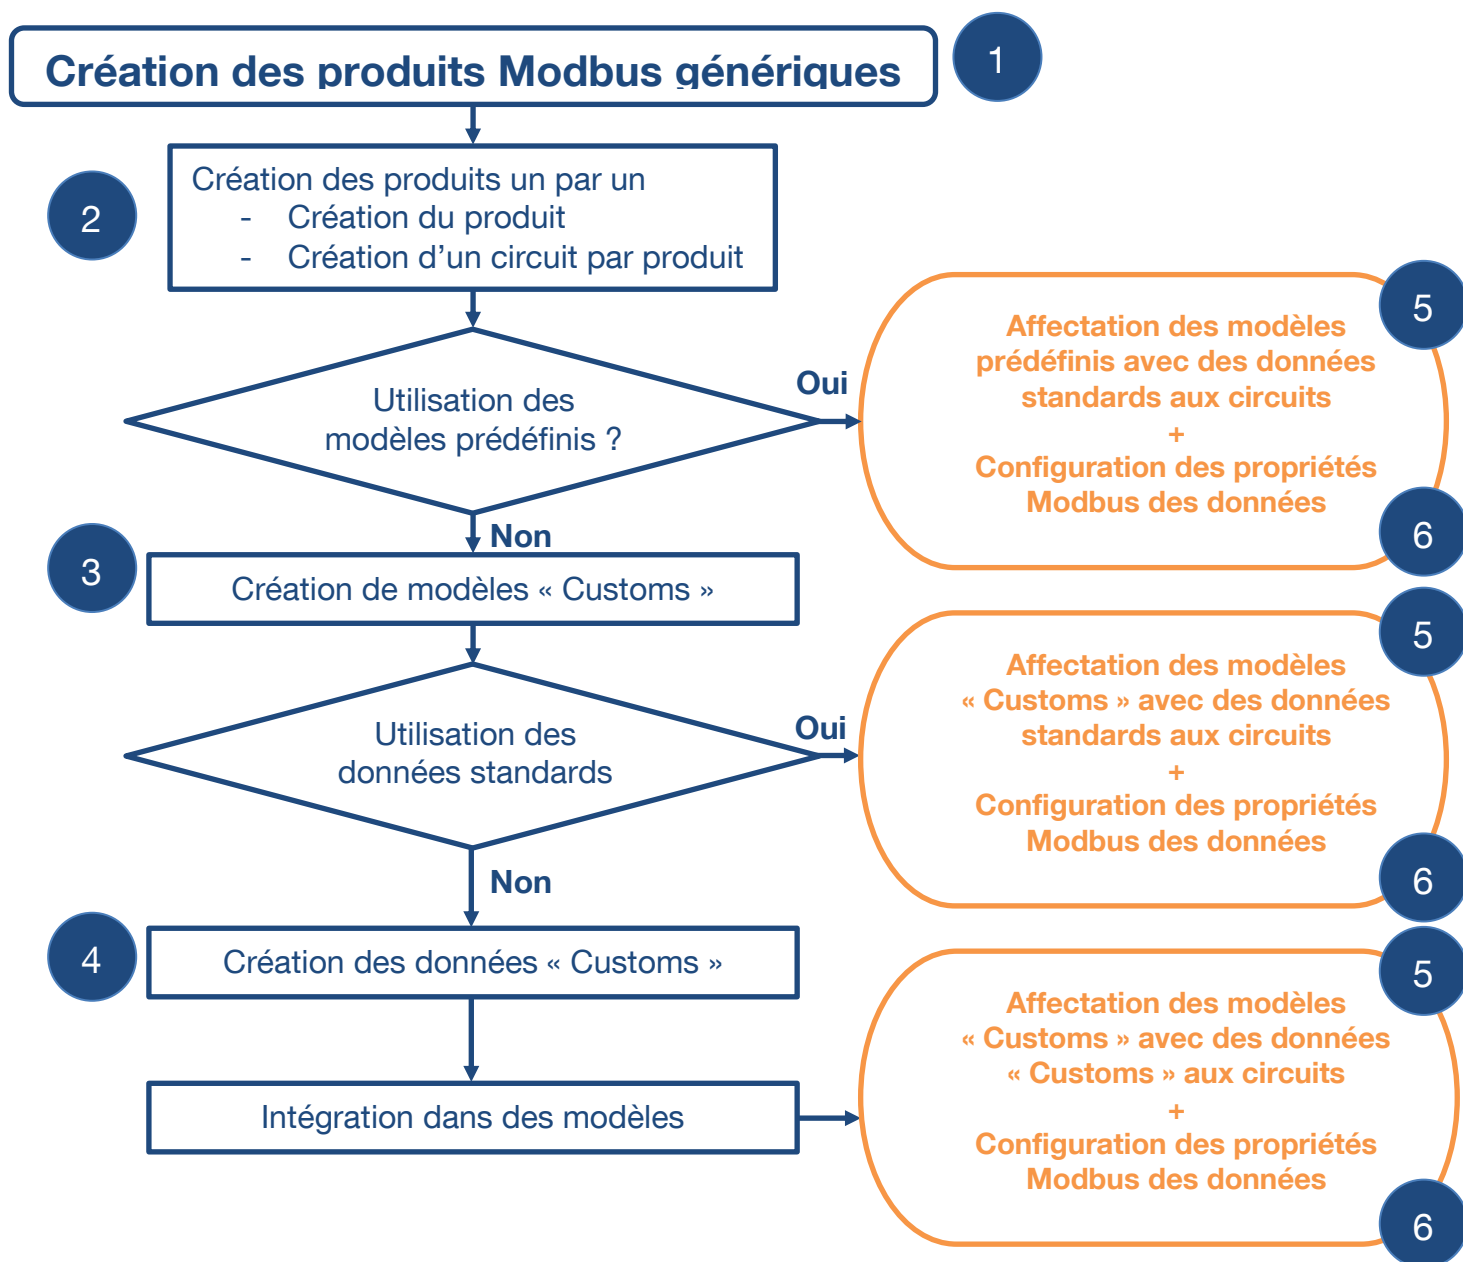 Création des produits Modbus génériques
1
2
Création des produits un par un
- Création du produit
- Création d’un circuit par produit
Utilisation des
modèles prédéfinis ?
Oui
5
Affectation des modèles
prédéfinis avec des données
standards aux circuits
+
Configuration des propriétés
Modbus des données
6
Non
3
Création de modèles « Customs »
Utilisation des
données standards
Oui
5
Affectation des modèles
« Customs » avec des données
standards aux circuits
+
Configuration des propriétés
Modbus des données
6
Non
4
Création des données « Customs »
Intégration dans des modèles
5
Affectation des modèles
« Customs » avec des données
« Customs » aux circuits
+
Configuration des propriétés
Modbus des données
6